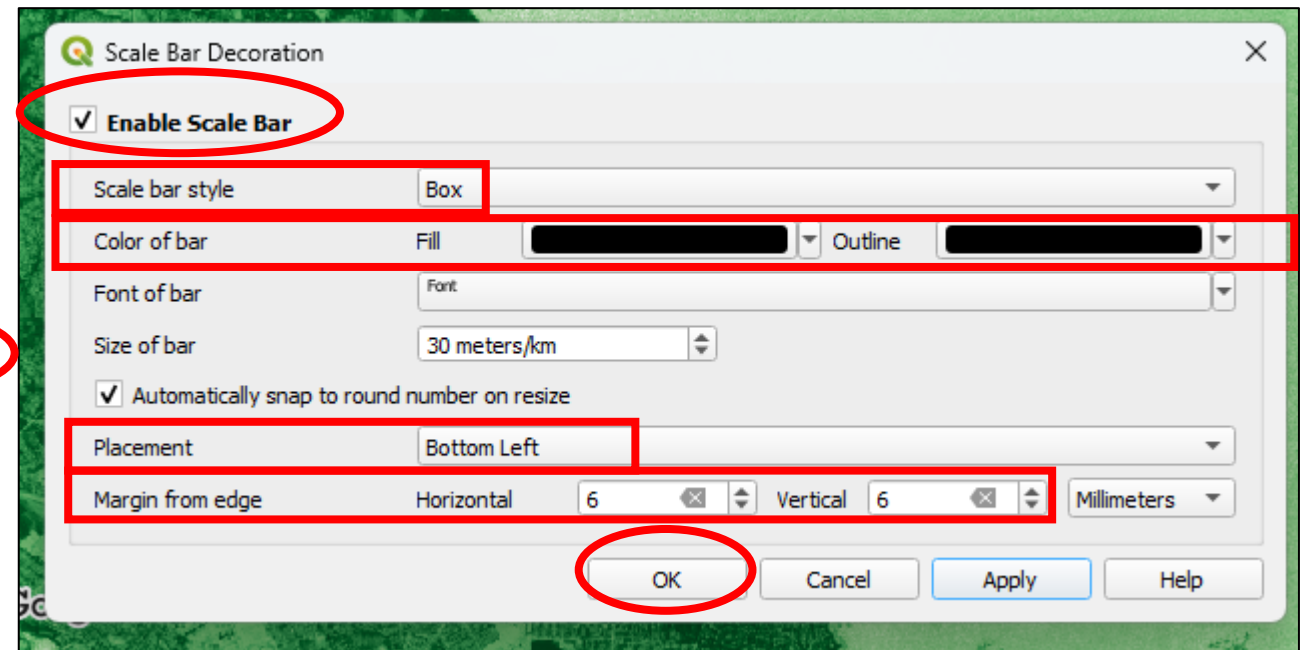 Scale Bar Decoration
Enable Scale Bar
Scale bar style Box
Color of bar Fill Outline
Font of bar Font
Size of bar 30 meters/km
Automatically snap to round number on resize
Placement Bottom Left
Margin from edge Horizontal 6 Vertical 6 Millimeters
OK Cancel Apply Help